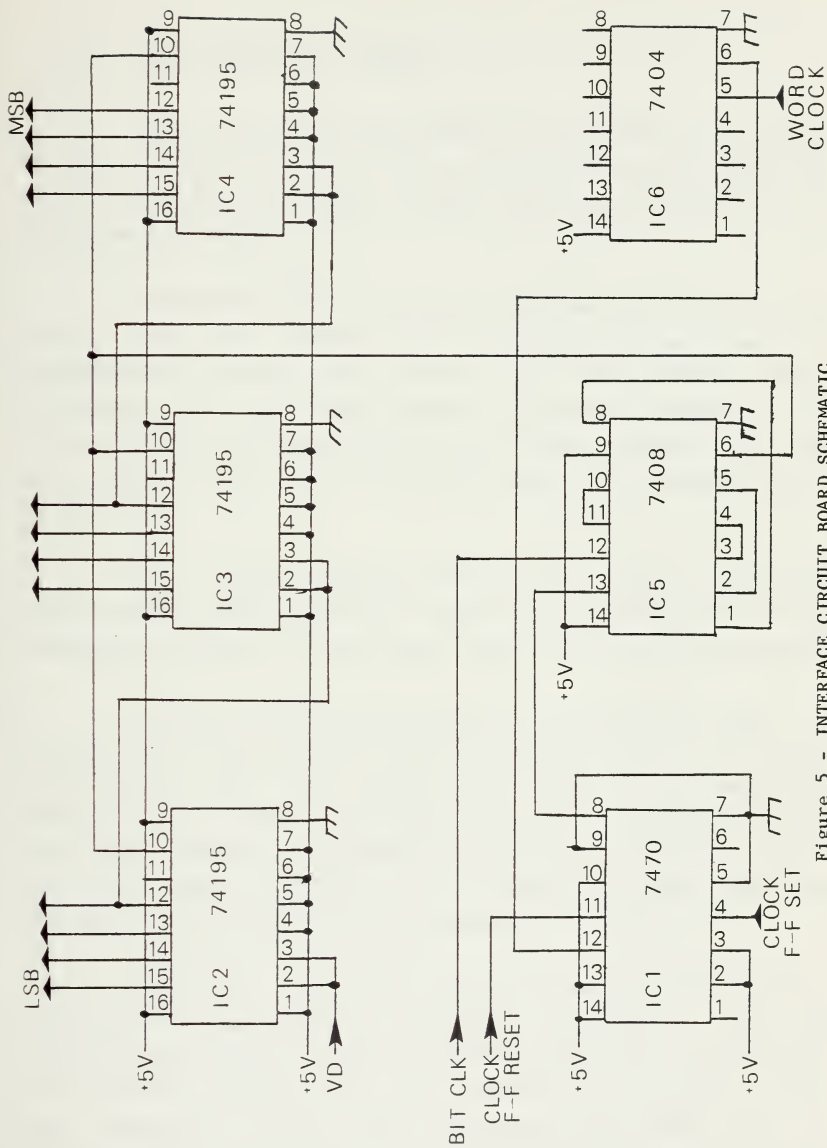 LSB
MSB
+5V
16 15 14 13 12 11 10 9
IC2 74195
1 2 3 4 5 6 7 8
+5V
VD
16 15 14 13 12 11 10 9
IC3 74195
1 2 3 4 5 6 7 8
16 15 14 13 12 11 10 9
IC4 74195
1 2 3 4 5 6 7 8
BIT CLK
CLOCK
F-F RESET
+5V
14 13 12 11 10 9 8
IC1 7470
1 2 3 4 5 6 7
+5V
CLOCK
F-F SET
+5V
14 13 12 11 10 9 8
IC5 7408
1 2 3 4 5 6 7
+5V
14 13 12 11 10 9 8
IC6 7404
1 2 3 4 5 6 7
WORD
CLOCK
Figure 5 - INTERFACE CIRCUIT BOARD SCHEMATIC